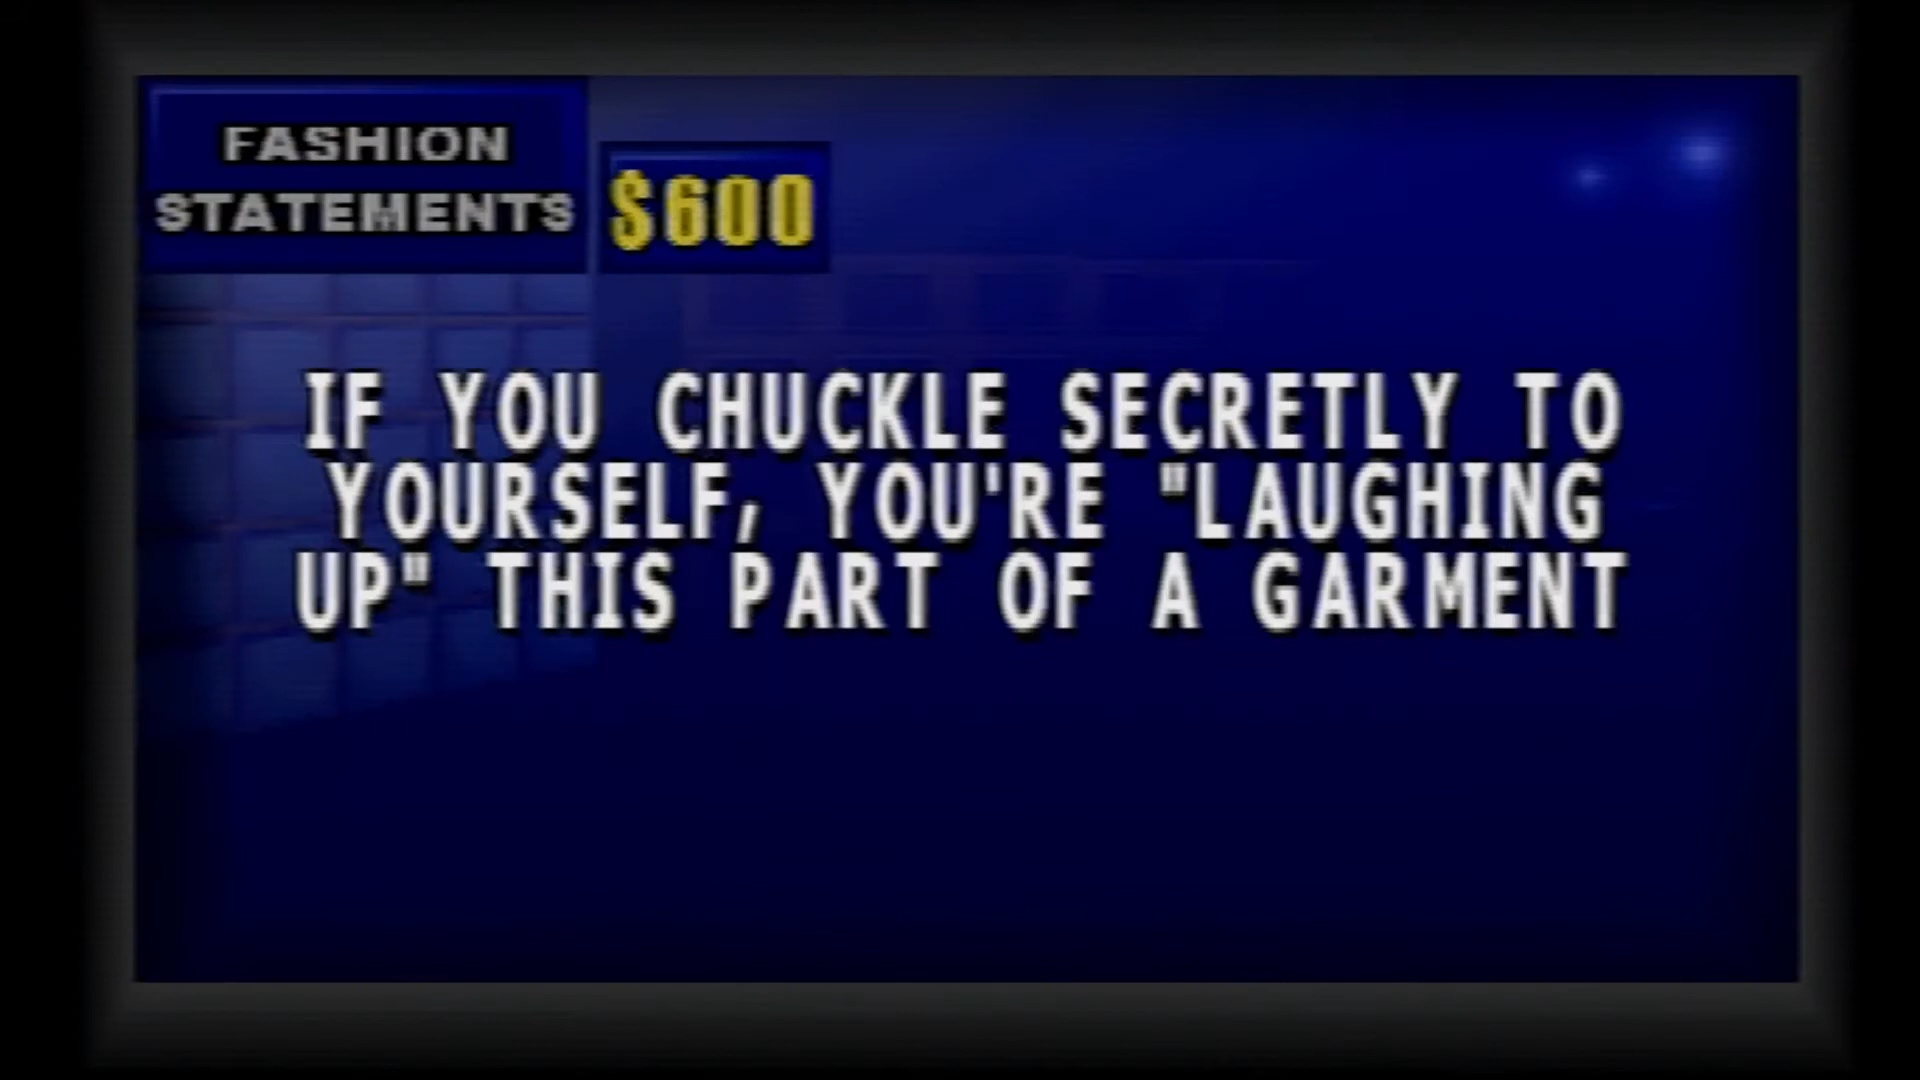 FASHION
STATEMENTS
$600
IF YOU CHUCKLE SECRETLY TO
YOURSELF, YOU'RE "LAUGHING
UP" THIS PART OF A GARMENT